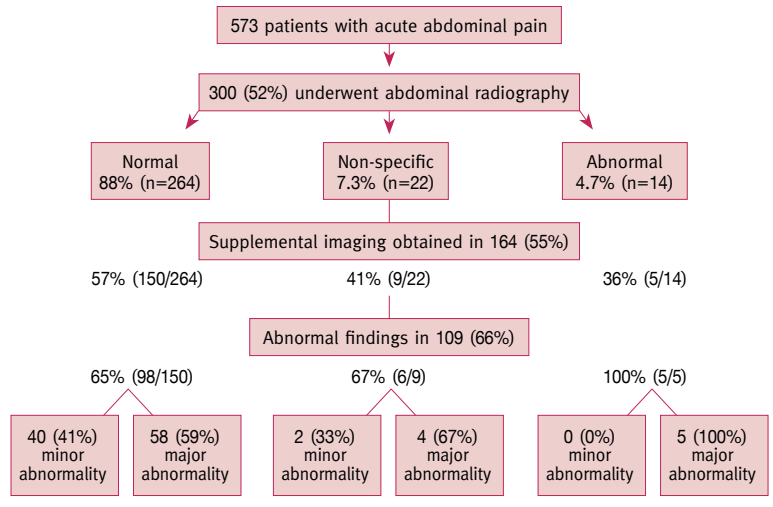 573 patients with acute abdominal pain
300 (52%) underwent abdominal radiography
Normal
88% (n=264)
Non-specific
7.3% (n=22)
Abnormal
4.7% (n=14)
Supplemental imaging obtained in 164 (55%)
57% (150/264)
41% (9/22)
36% (5/14)
Abnormal findings in 109 (66%)
65% (98/150)
67% (6/9)
100% (5/5)
40 (41%)
minor
abnormality
58 (59%)
major
abnormality
2 (33%)
minor
abnormality
4 (67%)
major
abnormality
0 (0%)
minor
abnormality
5 (100%)
major
abnormality